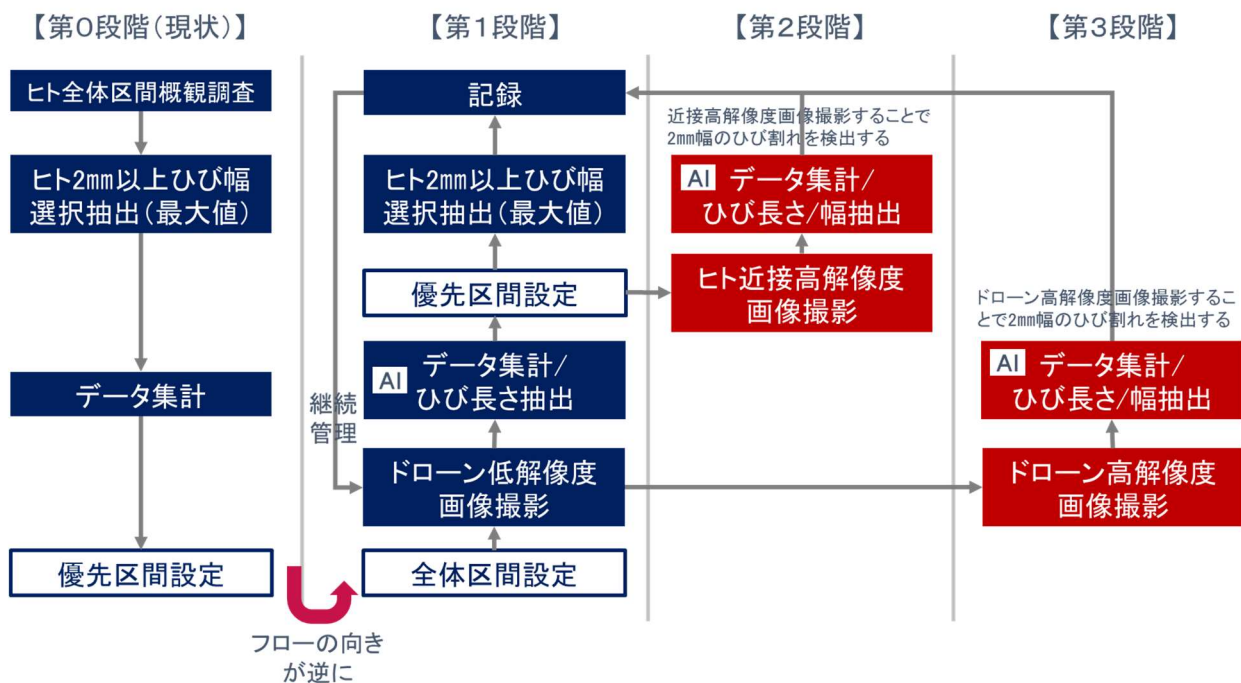 【第0段階(現状)】
ヒト全体区間概観調査
ヒト2mm以上ひび幅
選択抽出(最大値)
データ集計
優先区間設定
フローの向き
が逆に
【第1段階】
記録
ヒト2mm以上ひび幅
選択抽出(最大値)
優先区間設定
AI データ集計/
ひび長さ抽出
継続
管理
ドローン低解像度
画像撮影
全体区間設定
【第2段階】
近接高解像度画像撮影することで
2mm幅のひび割れを検出する
AI データ集計/
ひび長さ/幅抽出
ヒト近接高解像度
画像撮影
【第3段階】
ドローン高解像度画像撮影するこ
とで2mm幅のひび割れを検出する
AI データ集計/
ひび長さ/幅抽出
ドローン高解像度
画像撮影